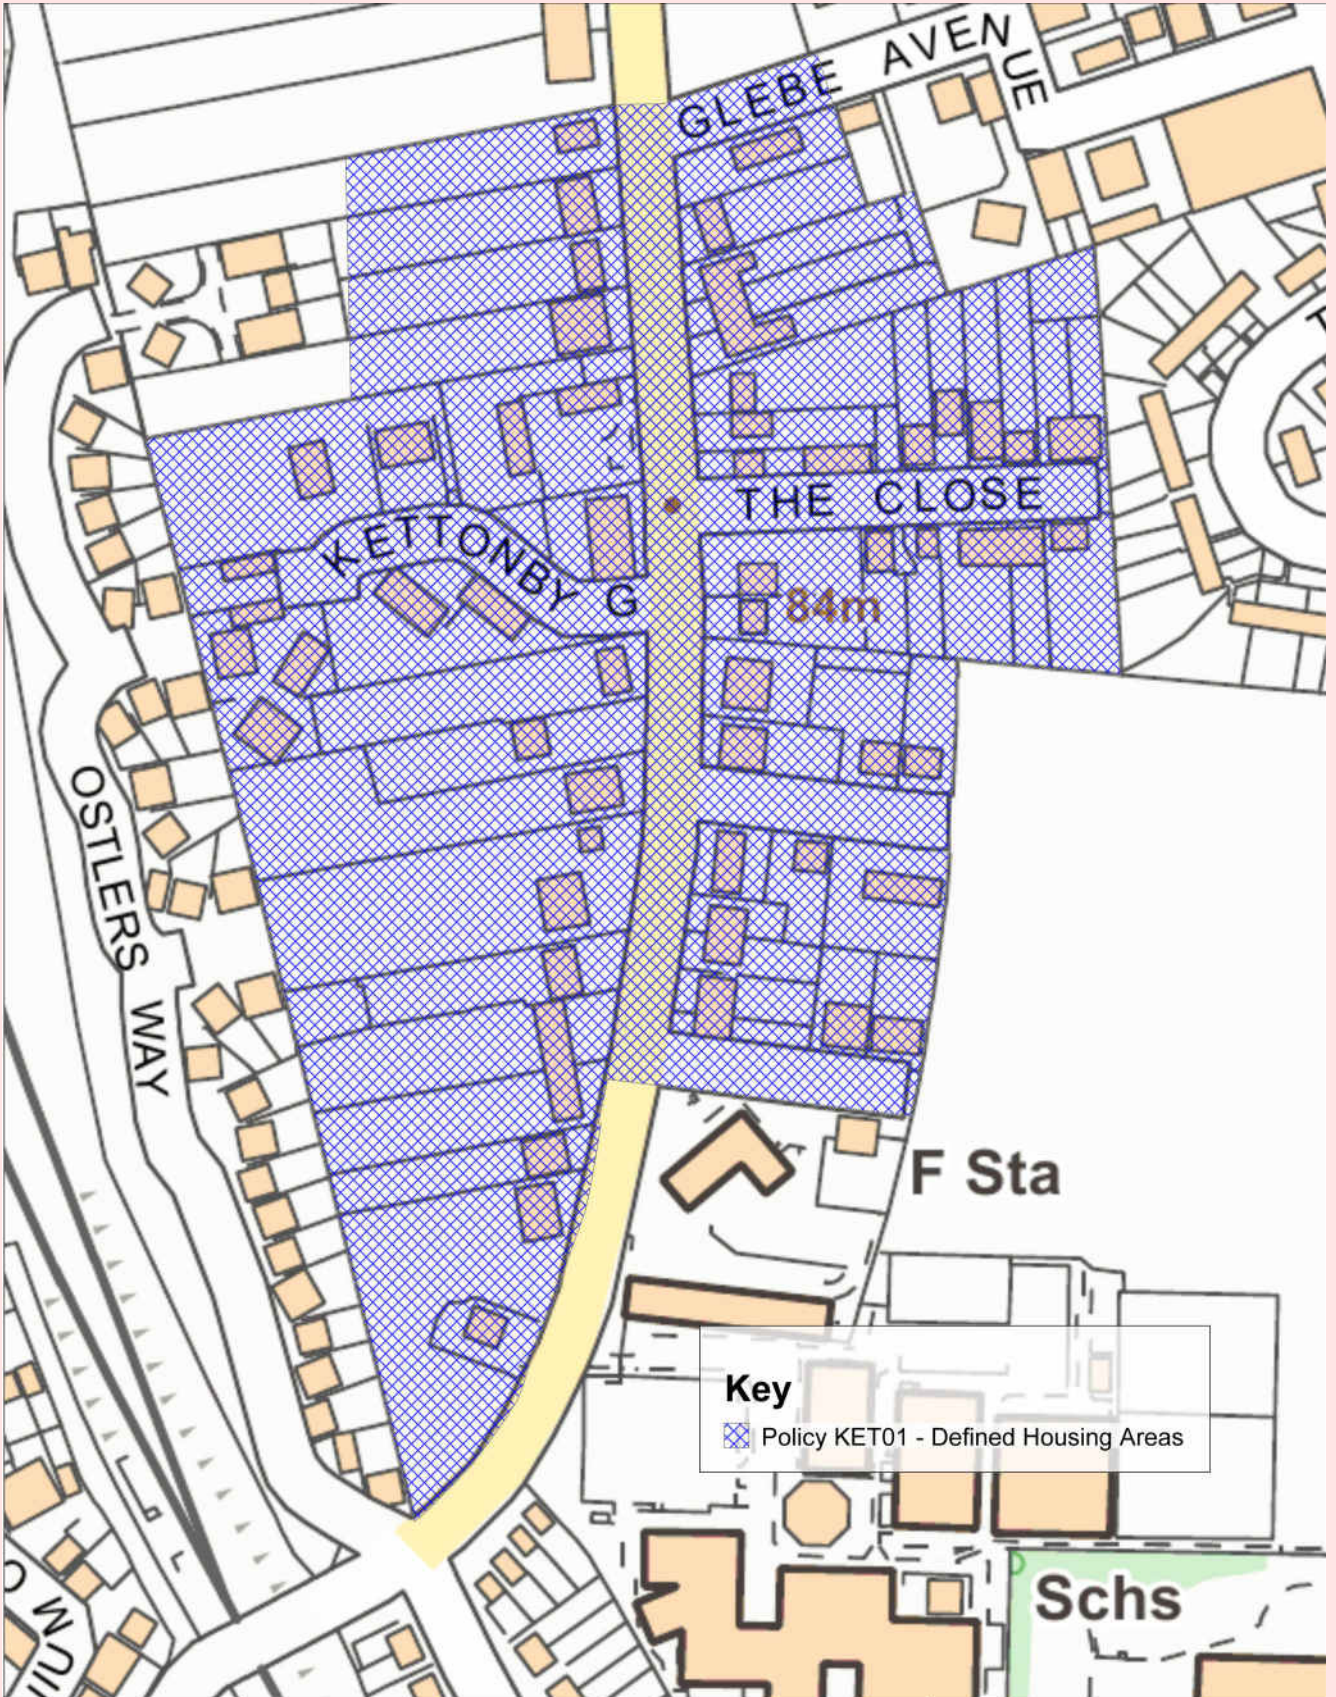 GLEBE AVENUE
THE CLOSE
KETTONBY G
84m
OSTLERS WAY
F Sta
Key
Policy KET01 - Defined Housing Areas
Schs